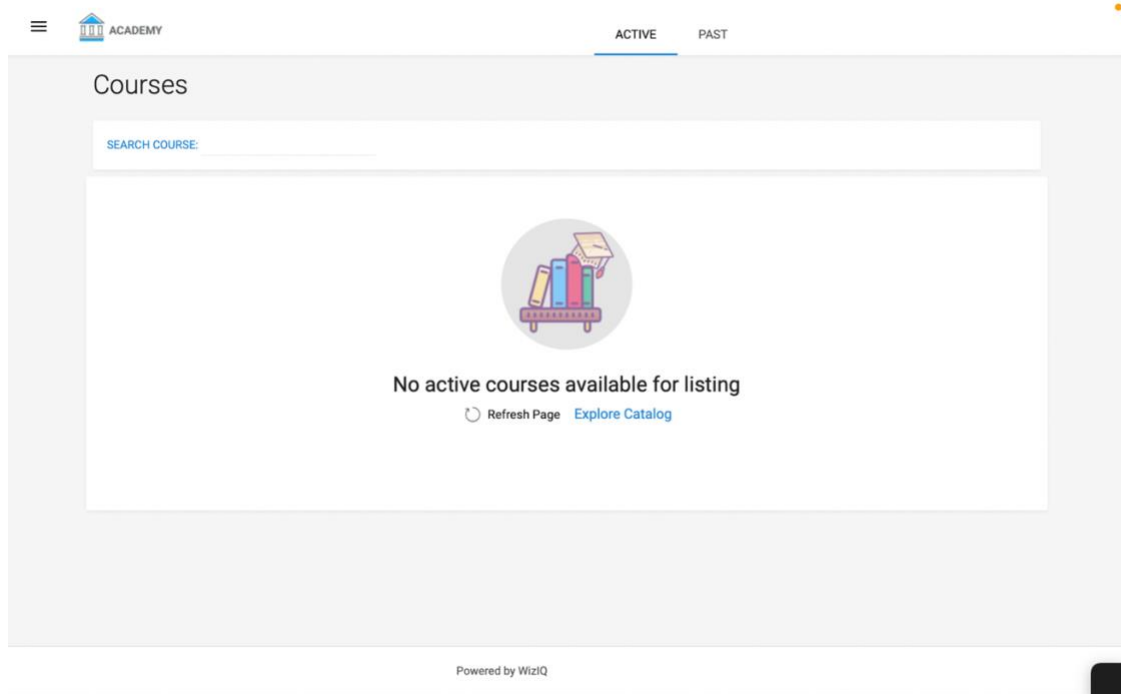 ACADEMY
ACTIVE PAST
Courses
SEARCH COURSE:
No active courses available for listing
Refresh Page Explore Catalog
Powered by WizIQ